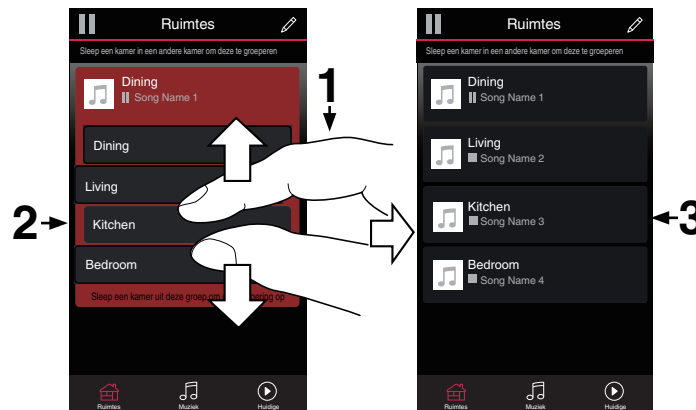 Ruimtes
Sleep een kamer in een andere kamer om deze te groeperen
Dining
Song Name 1
Dining
Living
Kitchen
Bedroom
Sleep een kamer uit deze groep om
op
Ruimtes
Muziek
Huidige
1
2
Ruimtes
Sleep een kamer in een andere kamer om deze te groeperen
Dining
Song Name 1
Living
Song Name 2
Kitchen
Song Name 3
Bedroom
Song Name 4
Ruimtes
Muziek
Huidige
3